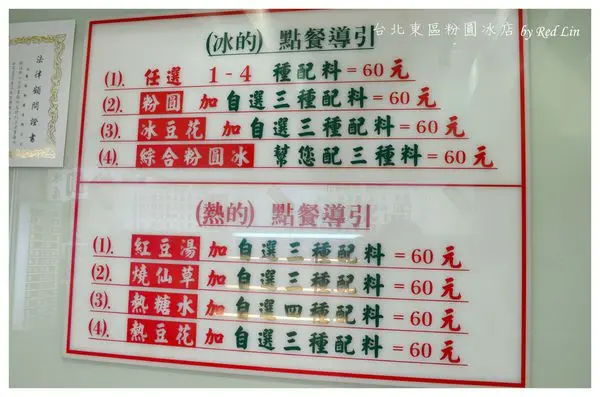 台北東區粉圓冰店 by Red Lin
法律顧問證書
(冰的) 點餐導引
(1). 任選 1-4 種配料=60元
(2). 粉圓 加自選三種配料=60元
(3). 冰豆花 加自選三種配料=60元
(4). 綜合粉圓冰 幫您配三種料=60元
(熱的) 點餐導引
(1). 紅豆湯 加自選三種配料=60元
(2). 燒仙草 加自選三種配料=60元
(3). 熱糖水 加自選四種配料=60元
(4). 熱豆花 加自選三種配料=60元